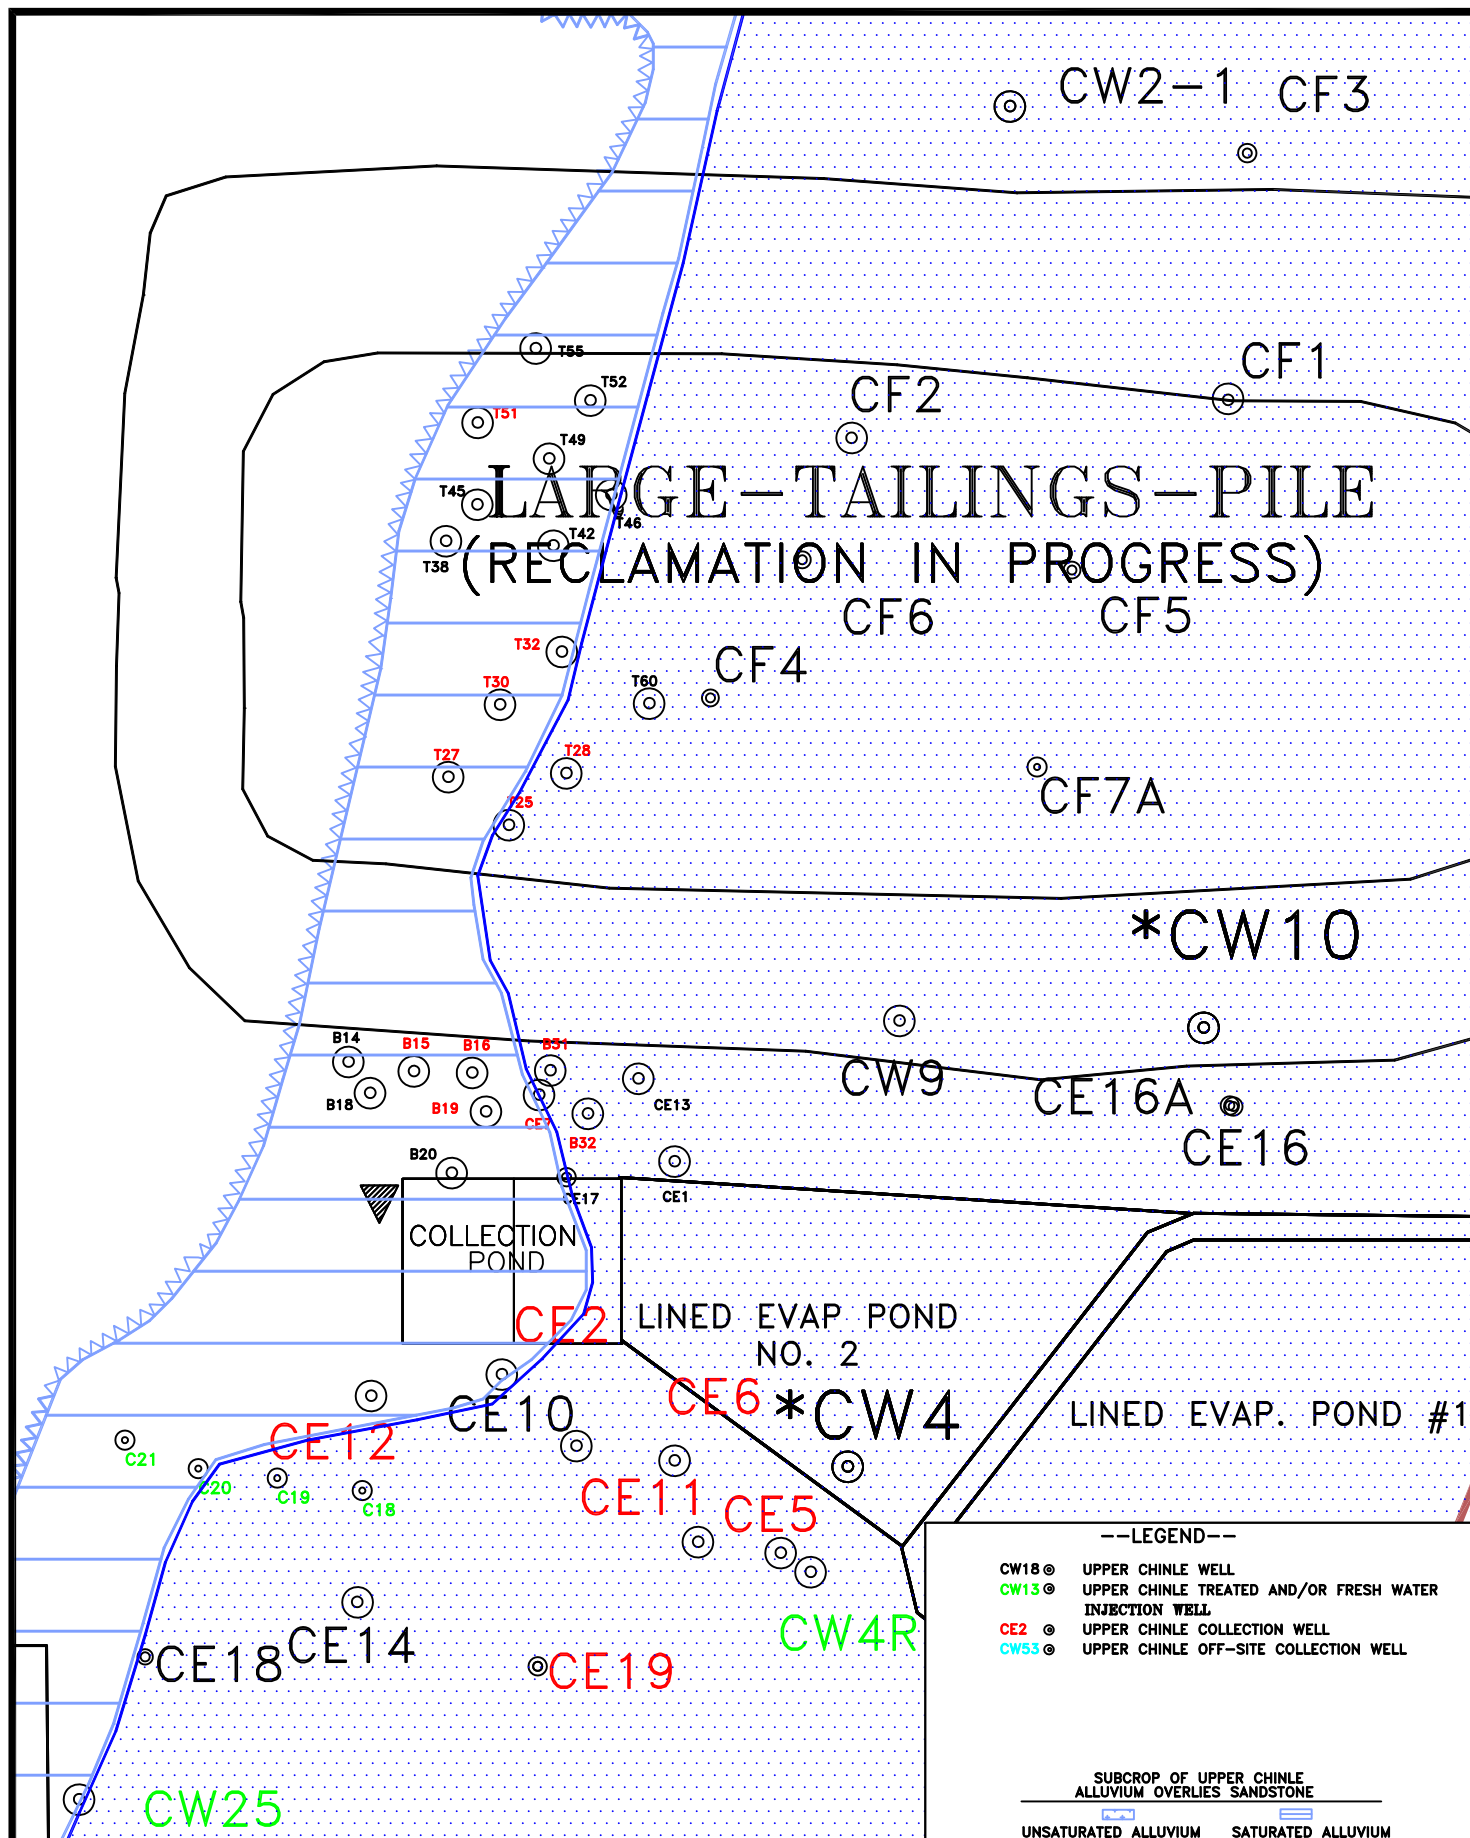 CW2-1
CF3
T55
CF1
T52
CF2
T51
T49
LARGE-TAILINGS-PILE
T45
T46
T42
T38
(RECLAMATION IN PROGRESS)
CF6
CF5
T32
CF4
T30
T60
T27
T28
CF7A
T25
*CW10
B14
B15
B16
B31
CW9
B18
B19
CE7
CE13
CE16A
B32
CE16
B20
CE17
CE1
COLLECTION
POND
CE2
LINED EVAP POND
NO. 2
CE6
*CW4
CE10
LINED EVAP. POND #1
CE12
C21
C20
C19
C18
CE11
CE5
--LEGEND--
CW18 UPPER CHINLE WELL
CW13 UPPER CHINLE TREATED AND/OR FRESH WATER
INJECTION WELL
CE2 UPPER CHINLE COLLECTION WELL
CW53 UPPER CHINLE OFF-SITE COLLECTION WELL
CE14
CW4R
CE18
CE19
CW25
SUBCROP OF UPPER CHINLE
ALLUVIUM OVERLIES SANDSTONE
UNSATURATED ALLUVIUM
SATURATED ALLUVIUM